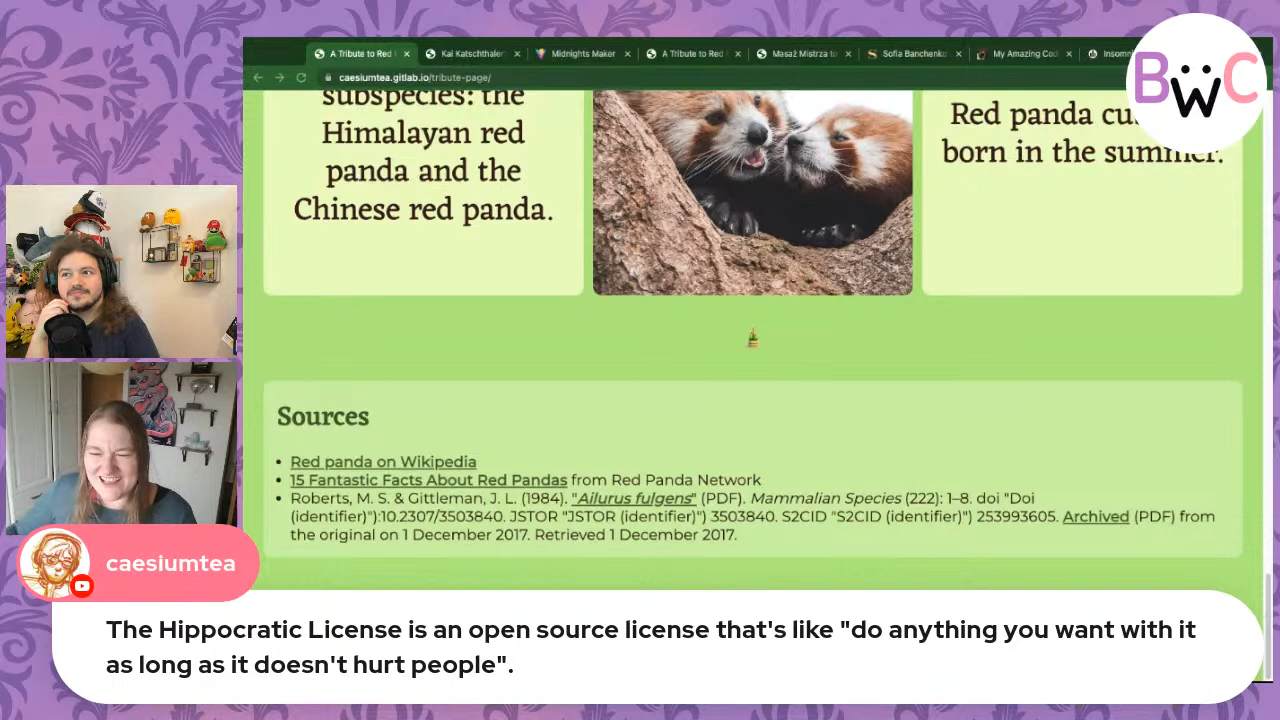 A Tribute to Red
Kai Katschthaler
Midnights Maker
A Tribute to Red
Masaż Mistrza to
Sofia Banchenko
My Amazing Cod
Insomni
caesiumtea.gitlab.io/tribute-page/
BWC
subspecies: the
Himalayan red
panda and the
Chinese red panda.
Red panda cu
born in the summer.
Sources
Red panda on Wikipedia
15 Fantastic Facts About Red Pandas from Red Panda Network
Roberts, M. S. & Gittleman, J. L. (1984). "Ailurus fulgens" (PDF). Mammalian Species (222): 1–8. doi "Doi
(identifier)":10.2307/3503840. JSTOR "JSTOR (identifier)") 3503840. S2CID "S2CID (identifier)") 253993605. Archived (PDF) from
the original on 1 December 2017. Retrieved 1 December 2017.
caesiumtea
The Hippocratic License is an open source license that's like "do anything you want with it
as long as it doesn't hurt people".